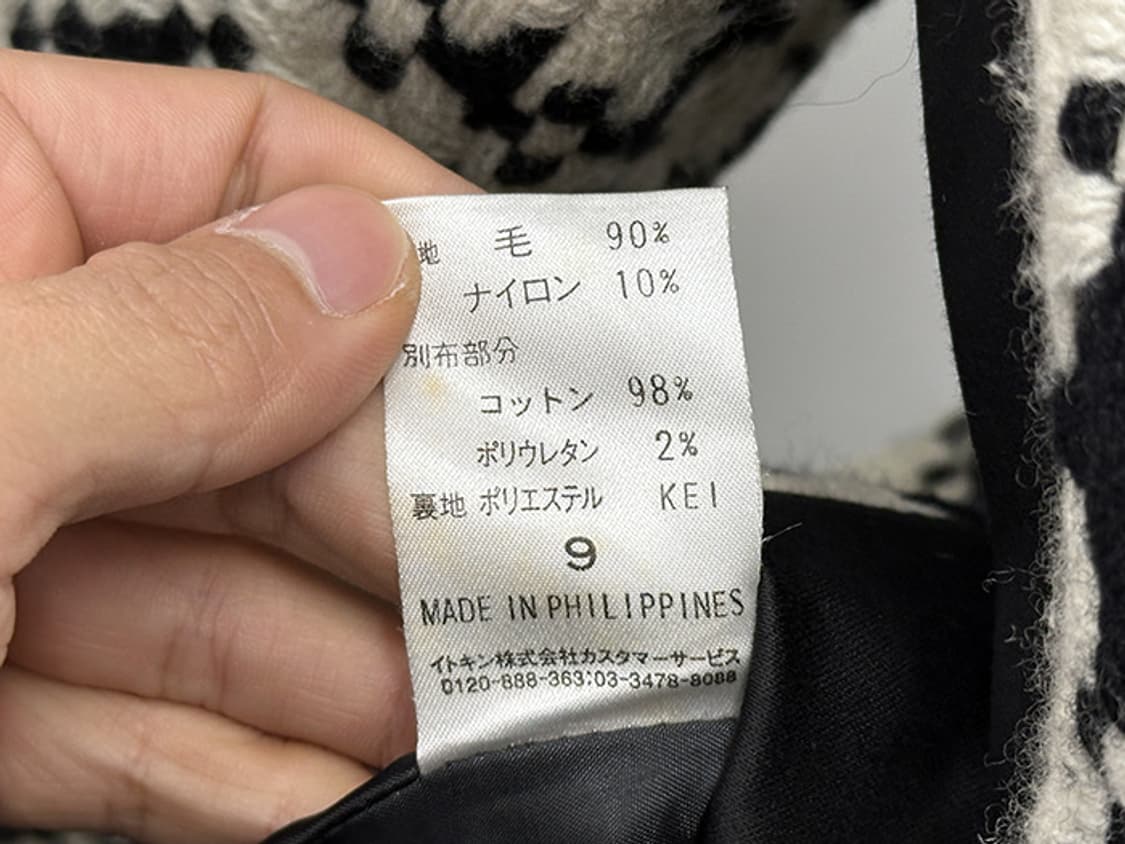 地 毛 90%
ナイロン 10%
別布部分
コットン 98%
ポリウレタン 2%
裏地 ポリエステル KEI
9
MADE IN PHILIPPINES
イトキン株式会社カスタマーサービス
0120-888-363:03-3478-8088